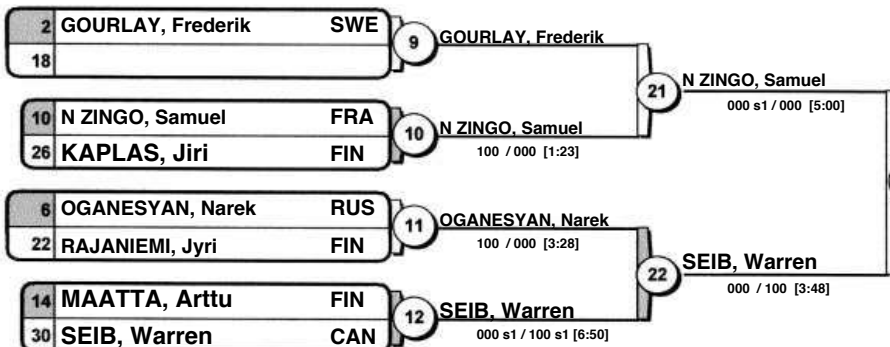 2 GOURLAY, Frederik SWE
18
9
GOURLAY, Frederik
10 N ZINGO, Samuel FRA
26 KAPLAS, Jiri FIN
10
N ZINGO, Samuel
100 / 000 [1:23]
21
N ZINGO, Samuel
000 s1 / 000 [5:00]
6 OGANESYAN, Narek RUS
22 RAJANIEMI, Jyri FIN
11
OGANESYAN, Narek
100 / 000 [3:28]
14 MAATTA, Arttu FIN
30 SEIB, Warren CAN
12
SEIB, Warren
000 s1 / 100 s1 [6:50]
22
SEIB, Warren
000 / 100 [3:48]